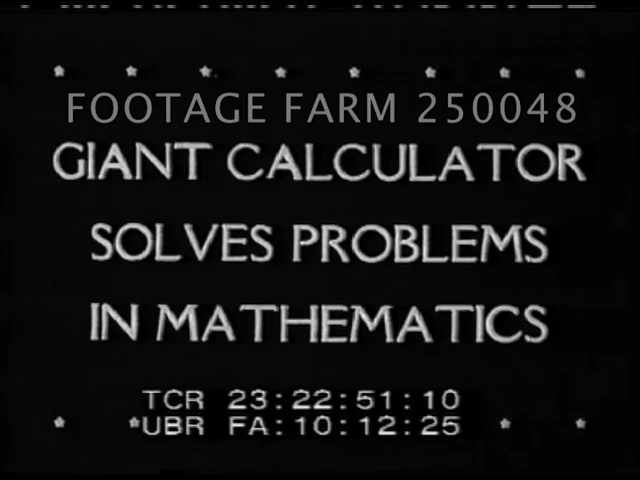 FOOTAGE FARM 250048
GIANT CALCULATOR
SOLVES PROBLEMS
IN MATHEMATICS
TCR 23:22:51:10
*UBR FA:10:12:25